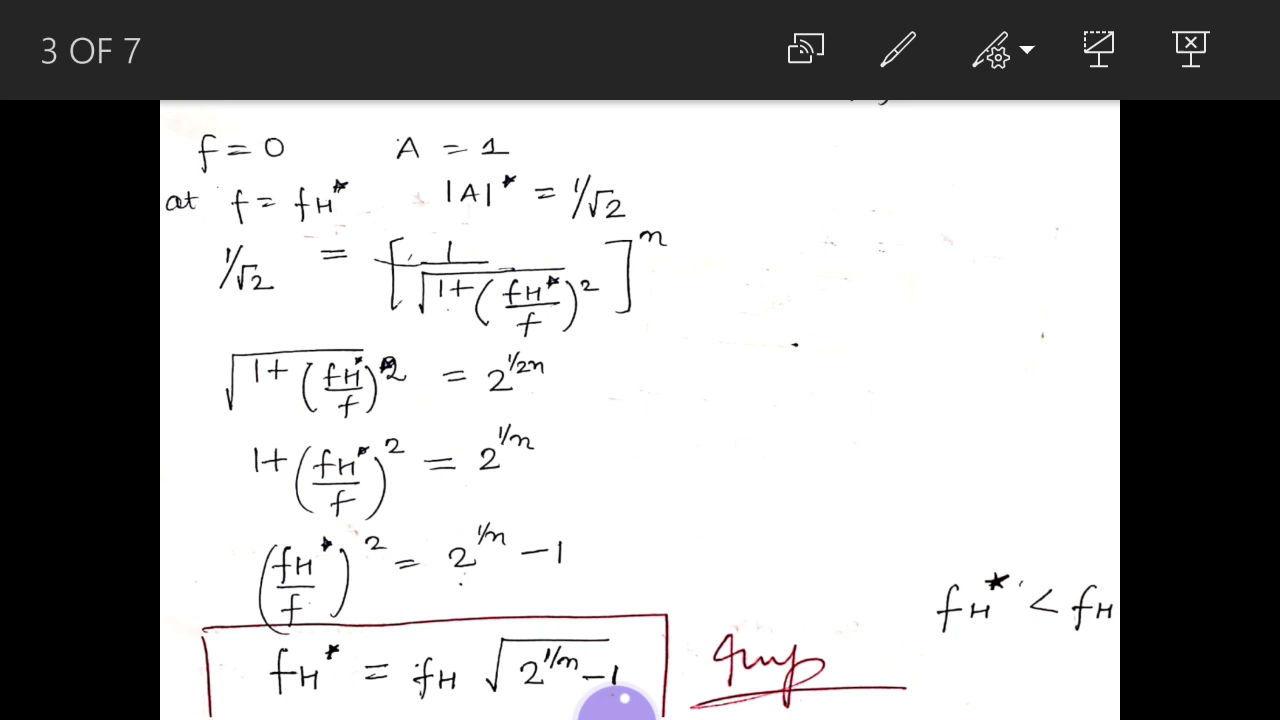 3 OF 7
f = 0 A = 1
at f = fH* |A|* = 1/√2
1/√2 = [1/√(1+(fH*/f)²)]ⁿ
√(1+(fH*/f)²) = 2^(1/2n)
1+(fH*/f)² = 2^(1/n)
(fH*/f)² = 2^(1/n) - 1
fH* < fH
fH* = fH √(2^(1/n) - 1) Imp